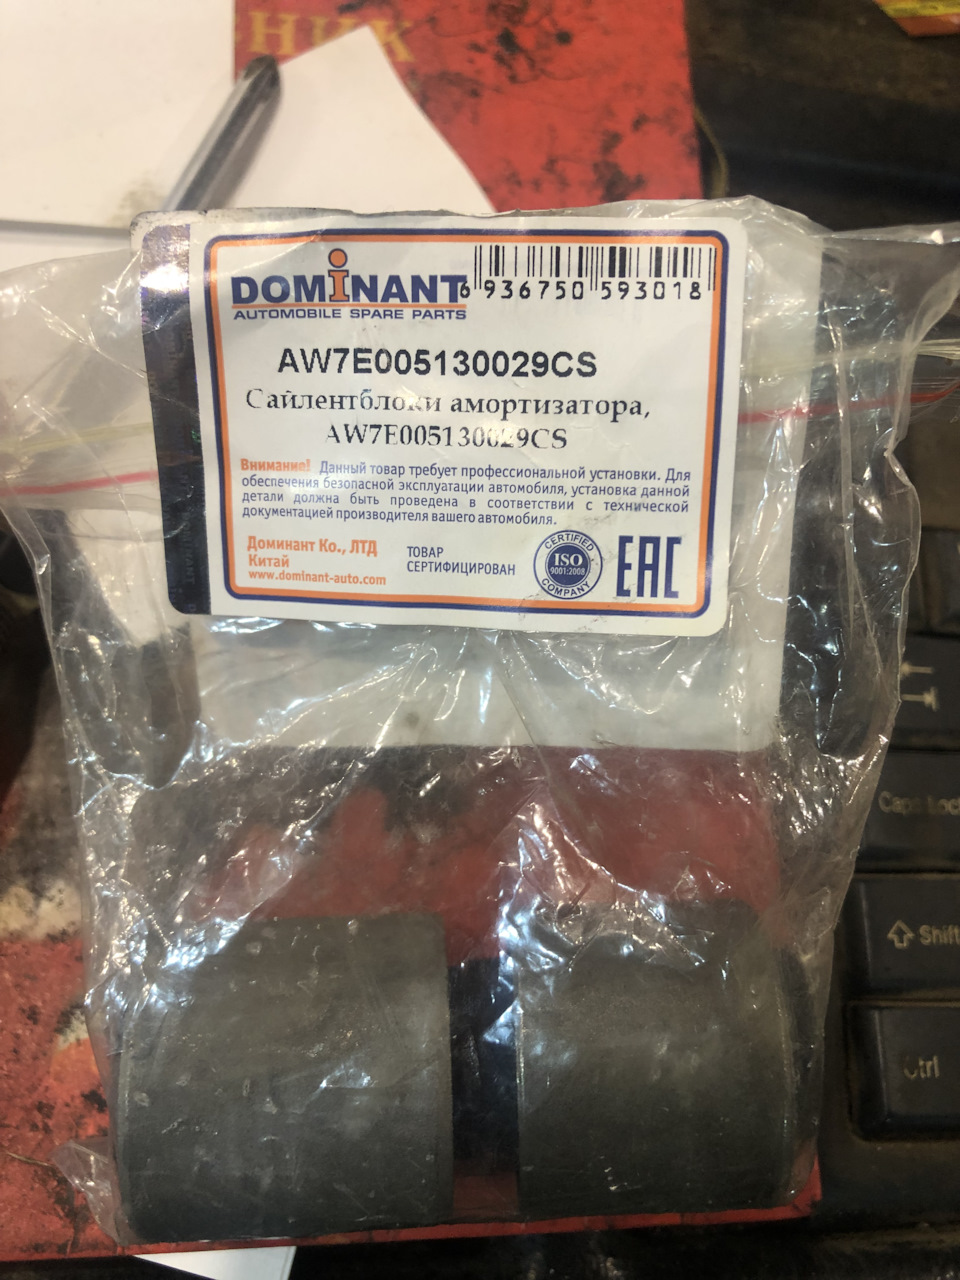 НИК
DOMINANT
AUTOMOBILE SPARE PARTS
6 936750 593018
AW7E005130029CS
Сайлентблоки амортизатора,
AW7E005130029CS
Внимание! Данный товар требует профессиональной установки. Для
обеспечения безопасной эксплуатации автомобиля, установка данной
детали должна быть проведена в соответствии с технической
документацией производителя вашего автомобиля.
Доминант Ко., ЛТД
Китай
www.dominant-auto.com
ТОВАР
СЕРТИФИЦИРОВАН
CERTIFIED
ISO
9001:2008
COMPANY
EAC
Caps Lock
Shift
Ctrl